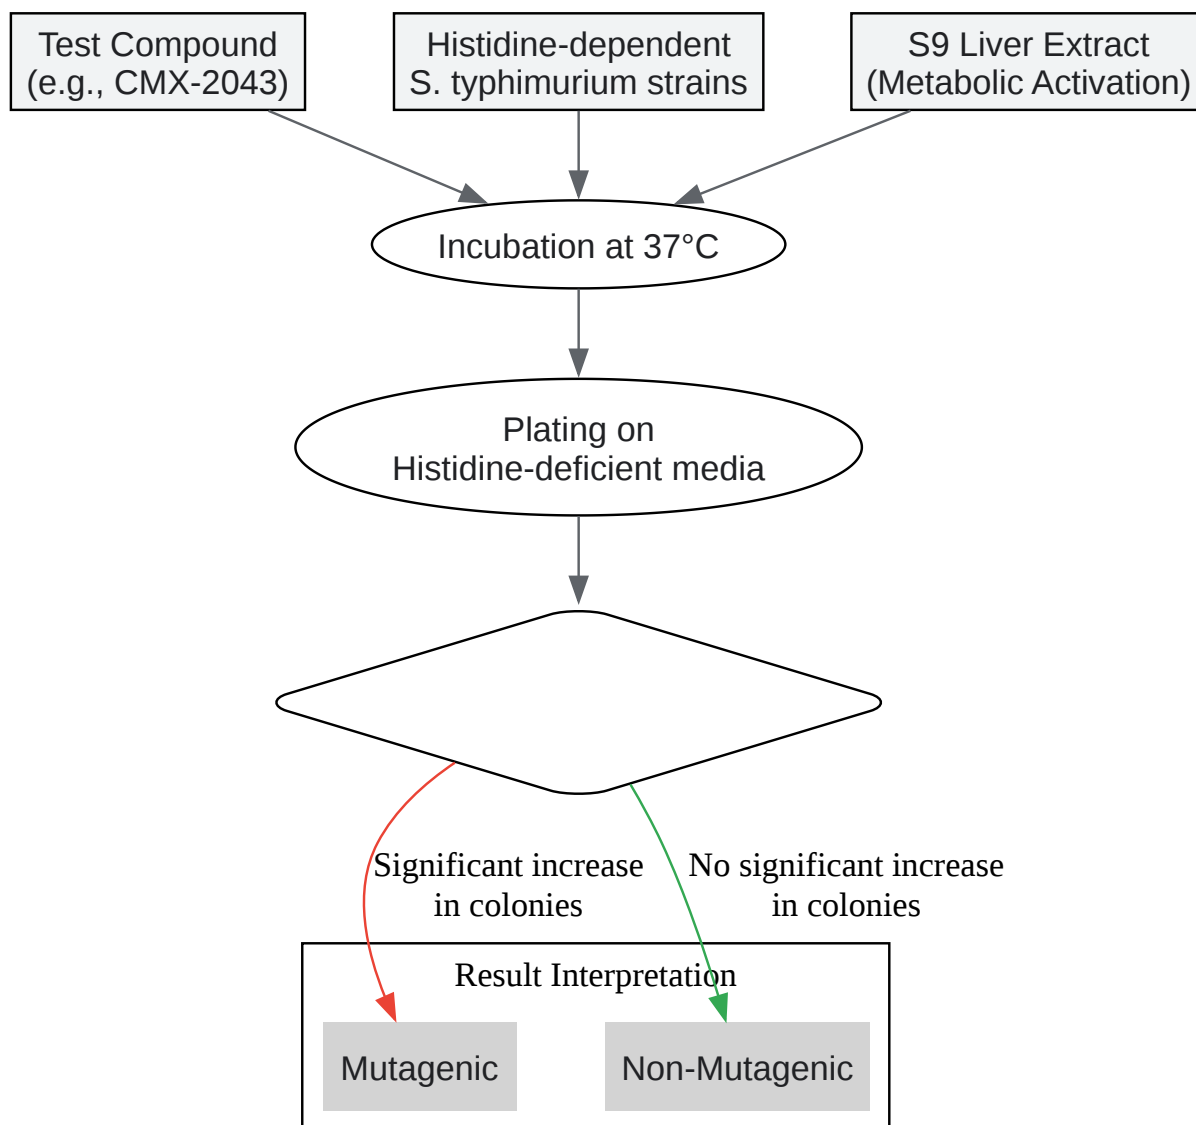 Test Compound
(e.g., CMX-2043)
Histidine-dependent
S. typhimurium strains
S9 Liver Extract
(Metabolic Activation)
Incubation at 37°C
Plating on
Histidine-deficient media
Significant increase
in colonies
No significant increase
in colonies
Result Interpretation
Mutagenic
Non-Mutagenic